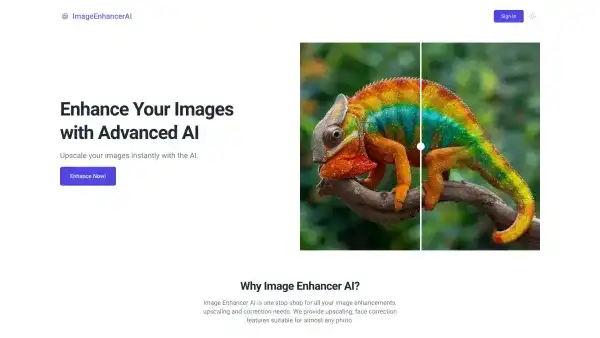 ImageEnhancerAI
Sign in
Enhance Your Images
with Advanced AI
Upscale your images instantly with the AI.
Enhance Now!
Why Image Enhancer AI?
Image Enhancer AI is one stop shop for all your image enhancements,
upscaling and correction needs. We provide upscaling, face correction
features suitable for almost any photo